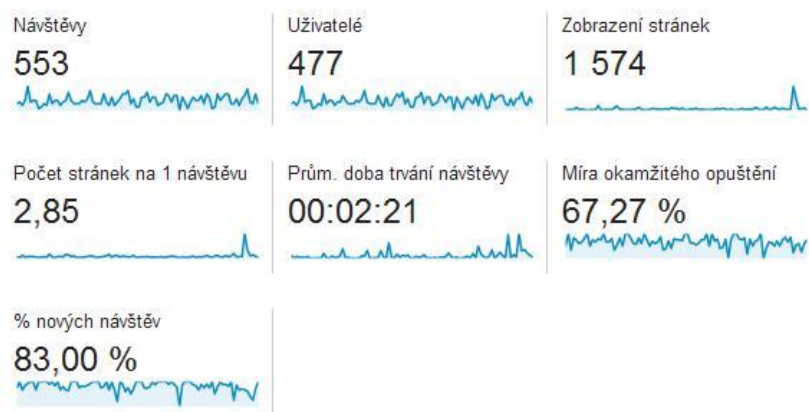 Návštěvy
553
Uživatelé
477
Zobrazení stránek
1 574
Počet stránek na 1 návštěvu
2,85
Prům. doba trvání návštěvy
00:02:21
Míra okamžitého opuštění
67,27 %
% nových návštěv
83,00 %